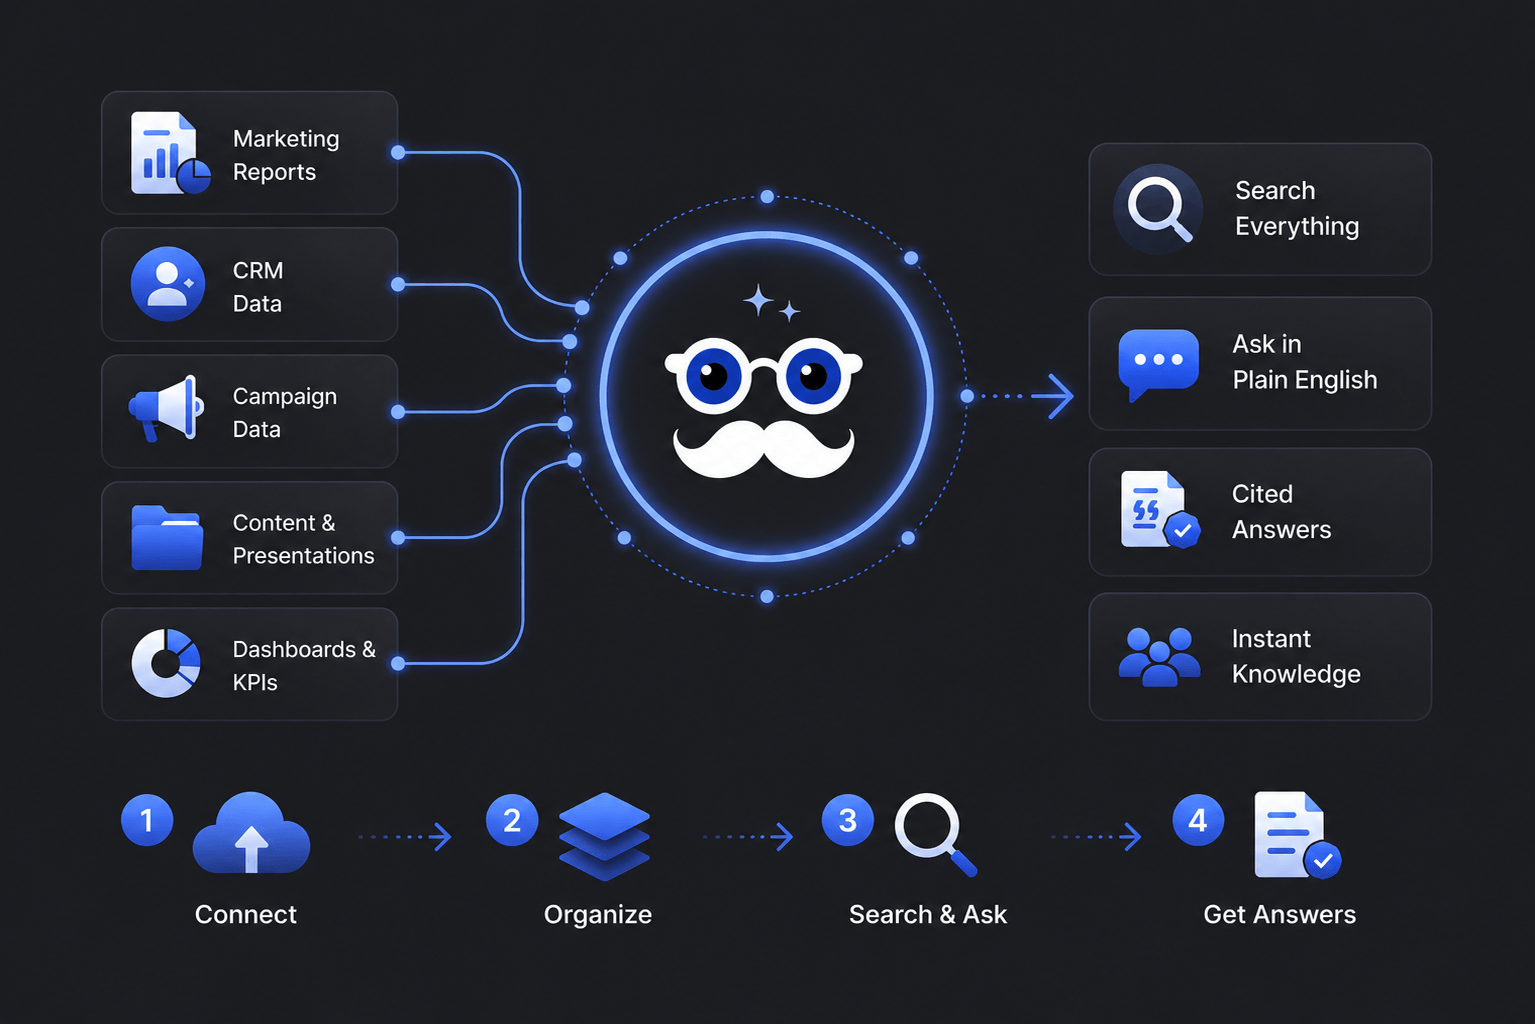 Marketing
Reports
CRM
Data
Campaign
Data
Content &
Presentations
Dashboards &
KPIs
Search
Everything
Ask in
Plain English
Cited
Answers
Instant
Knowledge
1
Connect
2
Organize
3
Search & Ask
4
Get Answers